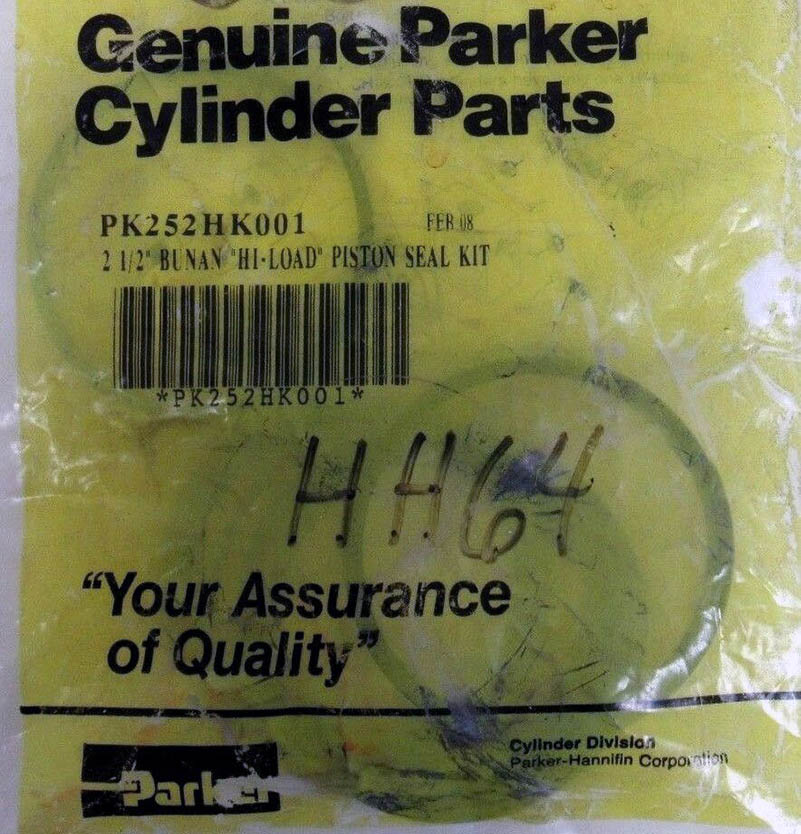 Genuine Parker
Cylinder Parts
PK252HK001 FEB 08
2 1/2" BUNAN "HI-LOAD" PISTON SEAL KIT
*PK252HK001*
HH64
“Your Assurance
of Quality”
Parker
Cylinder Division
Parker-Hannifin Corporation